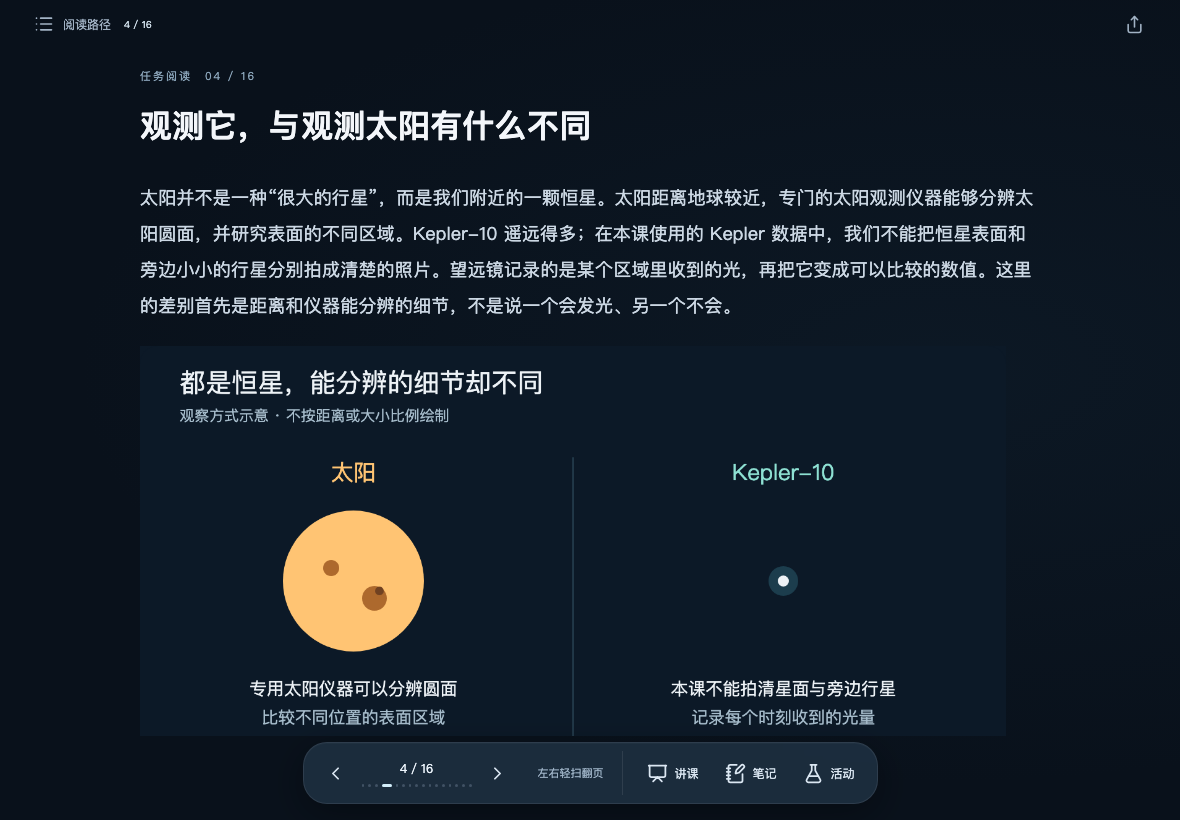 阅读路径 4 / 16
任务阅读 04 / 16
观测它，与观测太阳有什么不同
太阳并不是一种“很大的行星”，而是我们附近的一颗恒星。太阳距离地球较近，专门的太阳观测仪器能够分辨太
阳圆面，并研究表面的不同区域。Kepler-10 遥远得多；在本课使用的 Kepler 数据中，我们不能把恒星表面和
旁边小小的行星分别拍成清楚的照片。望远镜记录的是某个区域里收到的光，再把它变成可以比较的数值。这里
的差别首先是距离和仪器能分辨的细节，不是说一个会发光、另一个不会。
都是恒星，能分辨的细节却不同
观察方式示意 · 不按距离或大小比例绘制
太阳
Kepler-10
专用太阳仪器可以分辨圆面
比较不同位置的表面区域
本课不能拍清星面与旁边行星
记录每个时刻收到的光量
4 / 16
左右轻扫翻页
讲课
笔记
活动